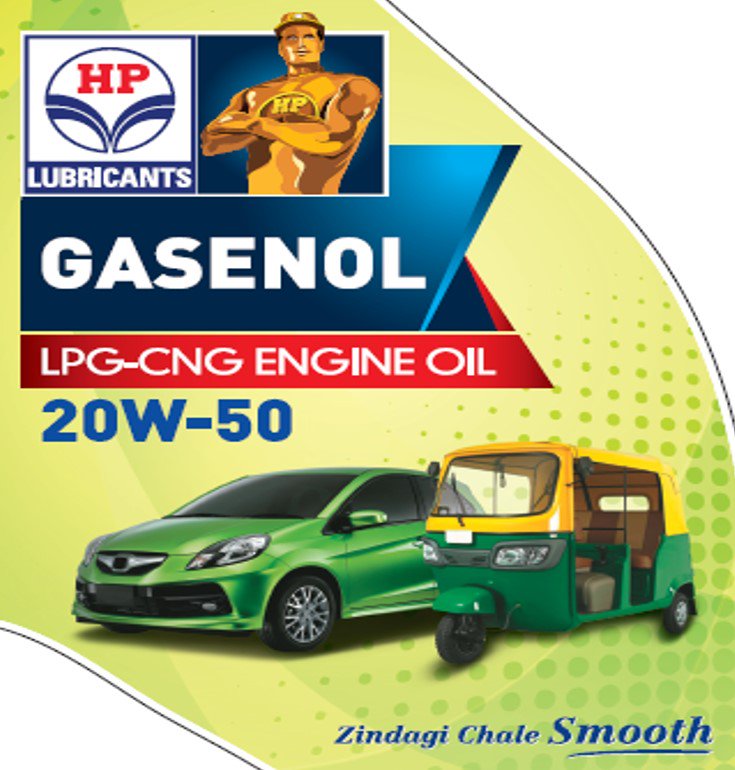 HP
LUBRICANTS
HP
GASENOL
LPG-CNG ENGINE OIL
20W-50
Zindagi Chale Smooth